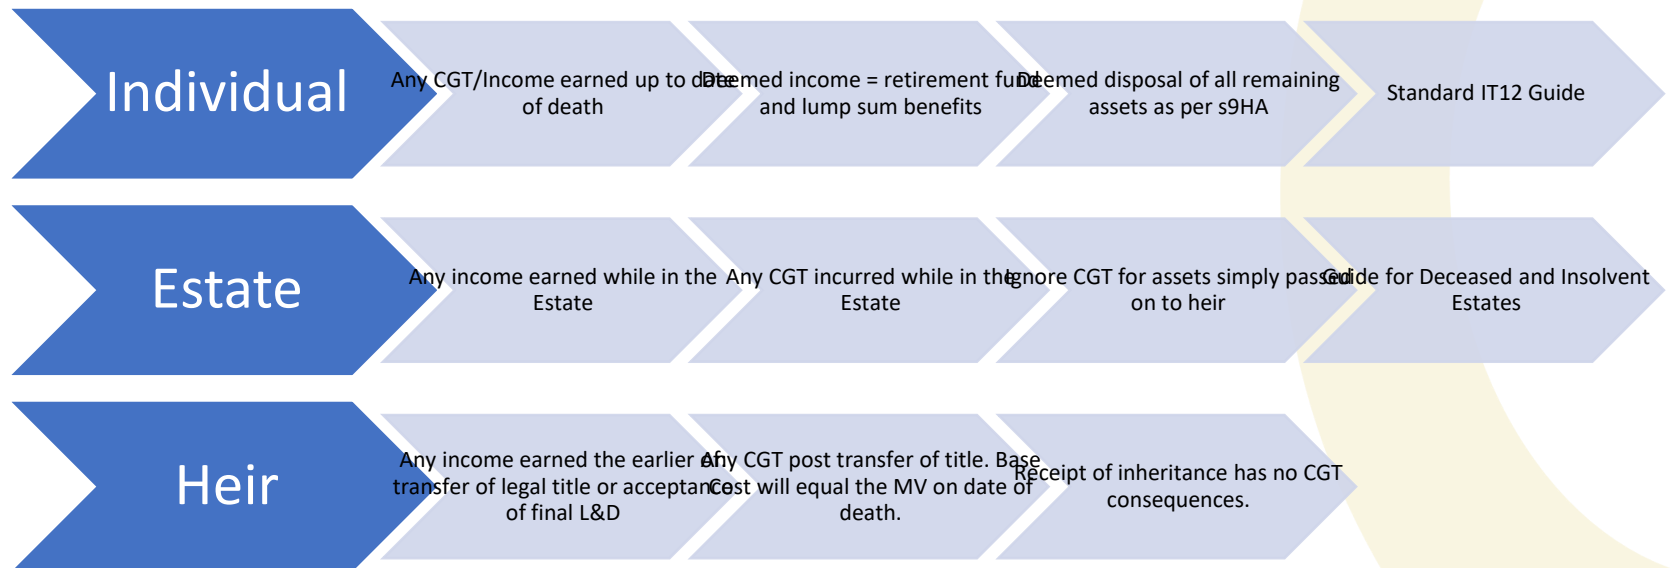 Individual
Any CGT/Income earned up to date
of death
Deemed income = retirement fund
and lump sum benefits
Deemed disposal of all remaining
assets as per s9HA
Standard IT12 Guide
Estate
Any income earned while in the
Estate
Any CGT incurred while in the
Estate
Ignore CGT for assets simply passed
on to heir
Guide for Deceased and Insolvent
Estates
Heir
Any income earned the earlier of:
transfer of legal title or acceptance
of final L&D
Any CGT post transfer of title. Base
Cost will equal the MV on date of
death.
Receipt of inheritance has no CGT
consequences.